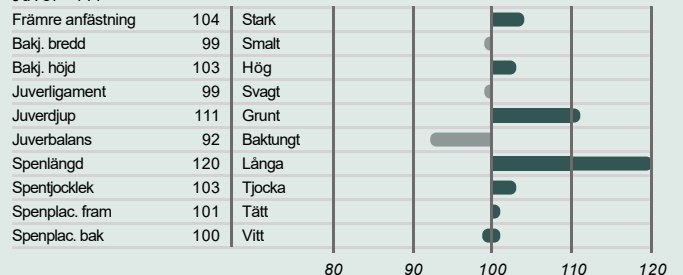 Främre anfästning 104 Stark
Bakj. bredd 99 Smalt
Bakj. höjd 103 Hög
Juverligament 99 Svagt
Juverdjup 111 Grunt
Juverbalans 92 Baktungt
Spenlängd 120 Långa
Spentjocklek 103 Tjocka
Spenplac. fram 101 Tätt
Spenplac. bak 100 Vitt
80 90 100 110 120